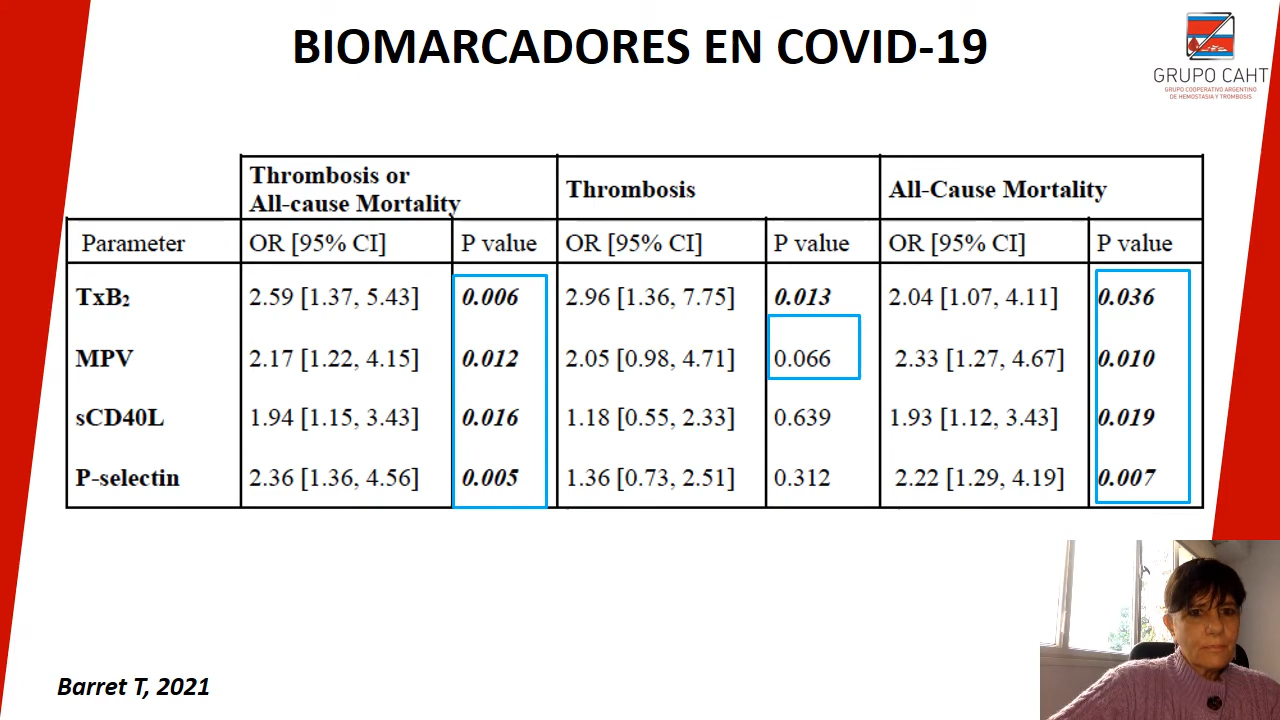 BIOMARCADORES EN COVID-19
GRUPO CAHT
GRUPO COOPERATIVO ARGENTINO
DE HEMOSTASIA Y TROMBOSIS
Thrombosis or
All-cause Mortality
Thrombosis
All-Cause Mortality
Parameter OR [95% CI] P value OR [95% CI] P value OR [95% CI] P value
TxB₂ 2.59 [1.37, 5.43] 0.006 2.96 [1.36, 7.75] 0.013 2.04 [1.07, 4.11] 0.036
MPV 2.17 [1.22, 4.15] 0.012 2.05 [0.98, 4.71] 0.066 2.33 [1.27, 4.67] 0.010
sCD40L 1.94 [1.15, 3.43] 0.016 1.18 [0.55, 2.33] 0.639 1.93 [1.12, 3.43] 0.019
P-selectin 2.36 [1.36, 4.56] 0.005 1.36 [0.73, 2.51] 0.312 2.22 [1.29, 4.19] 0.007
Barret T, 2021